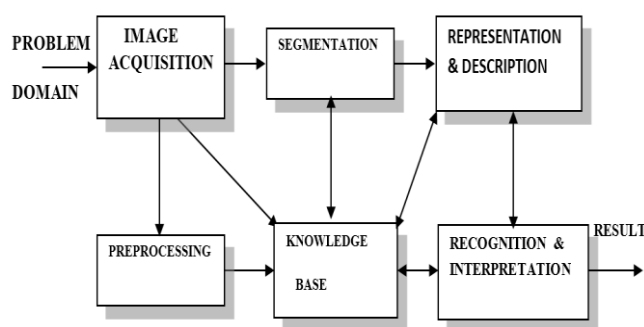 PROBLEM
DOMAIN
IMAGE
ACQUISITION
SEGMENTATION
REPRESENTATION
& DESCRIPTION
PREPROCESSING
KNOWLEDGE
BASE
RECOGNITION &
INTERPRETATION
RESULT